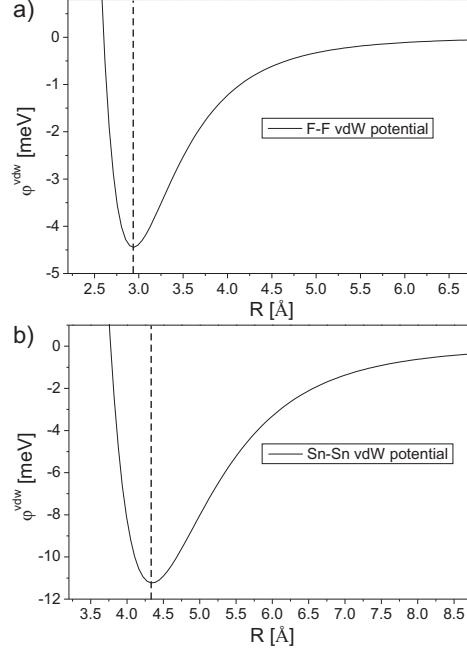 a)
0
-1
-2
-3
-4
-5
φ^vdw [meV]
F-F vdW potential
2.5 3.0 3.5 4.0 4.5 5.0 5.5 6.0 6.5
R [Å]
b)
0
-2
-4
-6
-8
-10
-12
φ^vdw [meV]
Sn-Sn vdW potential
3.5 4.0 4.5 5.0 5.5 6.0 6.5 7.0 7.5 8.0 8.5
R [Å]